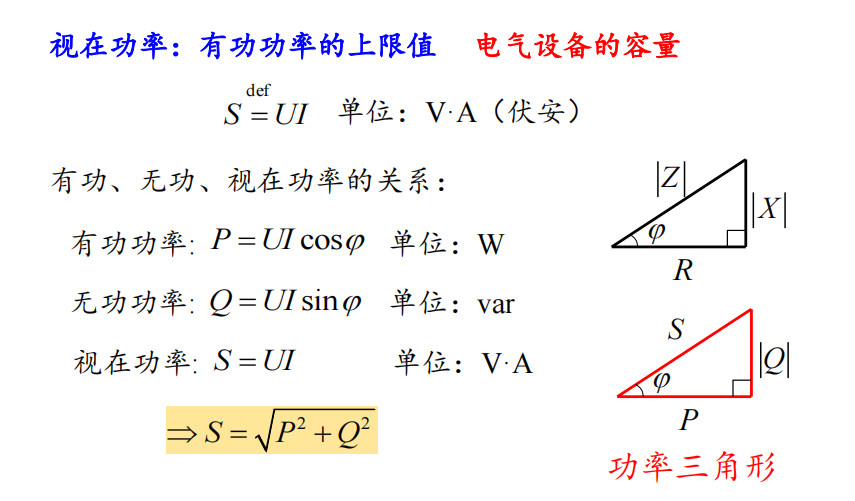 视在功率：有功功率的上限值 电气设备的容量
S def= UI 单位：V·A（伏安）
有功、无功、视在功率的关系：
有功功率: P = UI cosφ 单位：W
无功功率: Q = UI sinφ 单位：var
视在功率: S = UI 单位：V·A
⇒ S = √(P² + Q²)
|Z|
|X|
φ
R
S
|Q|
φ
P
功率三角形